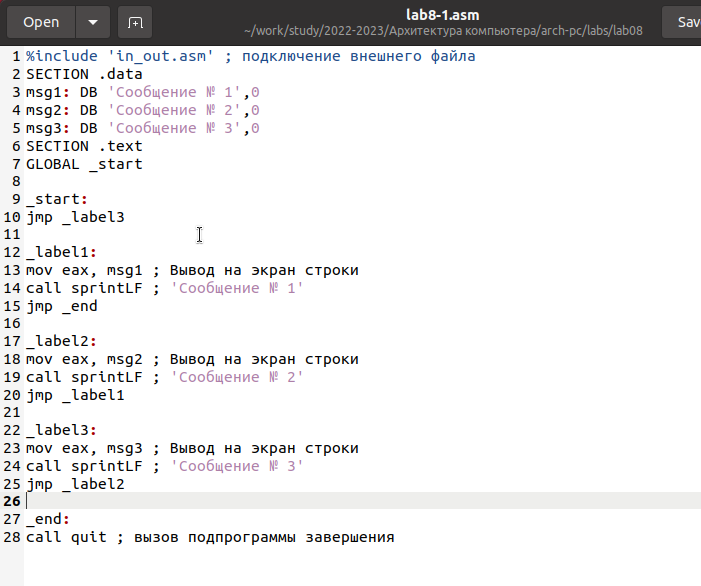 Open
lab8-1.asm
~/work/study/2022-2023/Архитектура компьютера/arch-pc/labs/lab08
1 %include 'in_out.asm' ; подключение внешнего файла
2 SECTION .data
3 msg1: DB 'Сообщение № 1',0
4 msg2: DB 'Сообщение № 2',0
5 msg3: DB 'Сообщение № 3',0
6 SECTION .text
7 GLOBAL _start
8
9 _start:
10 jmp _label3
11
12 _label1:
13 mov eax, msg1 ; Вывод на экран строки
14 call sprintLF ; 'Сообщение № 1'
15 jmp _end
16
17 _label2:
18 mov eax, msg2 ; Вывод на экран строки
19 call sprintLF ; 'Сообщение № 2'
20 jmp _label1
21
22 _label3:
23 mov eax, msg3 ; Вывод на экран строки
24 call sprintLF ; 'Сообщение № 3'
25 jmp _label2
26
27 _end:
28 call quit ; вызов подпрограммы завершения